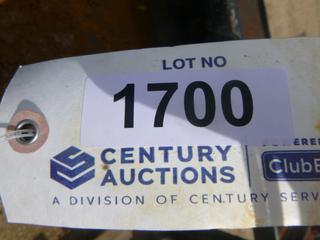 LOT NO
1700
CENTURY
AUCTIONS
A DIVISION OF CENTURY